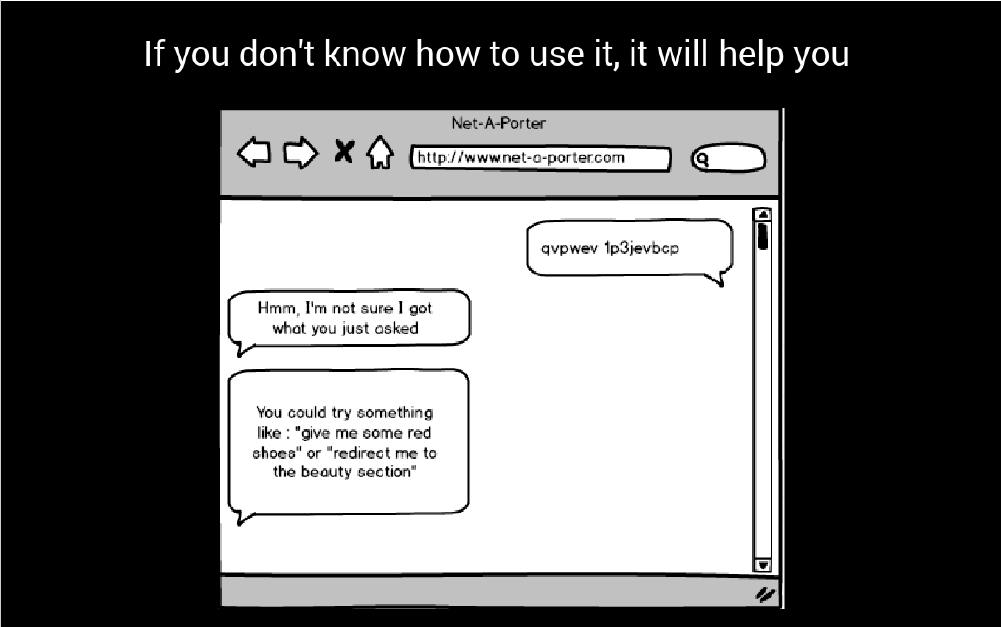 If you don't know how to use it, it will help you
Net-A-Porter
http://www.net-a-porter.com
qvpwev 1p3jevbcp
Hmm, I'm not sure I got
what you just asked
You could try something
like : "give me some red
shoes" or "redirect me to
the beauty section"